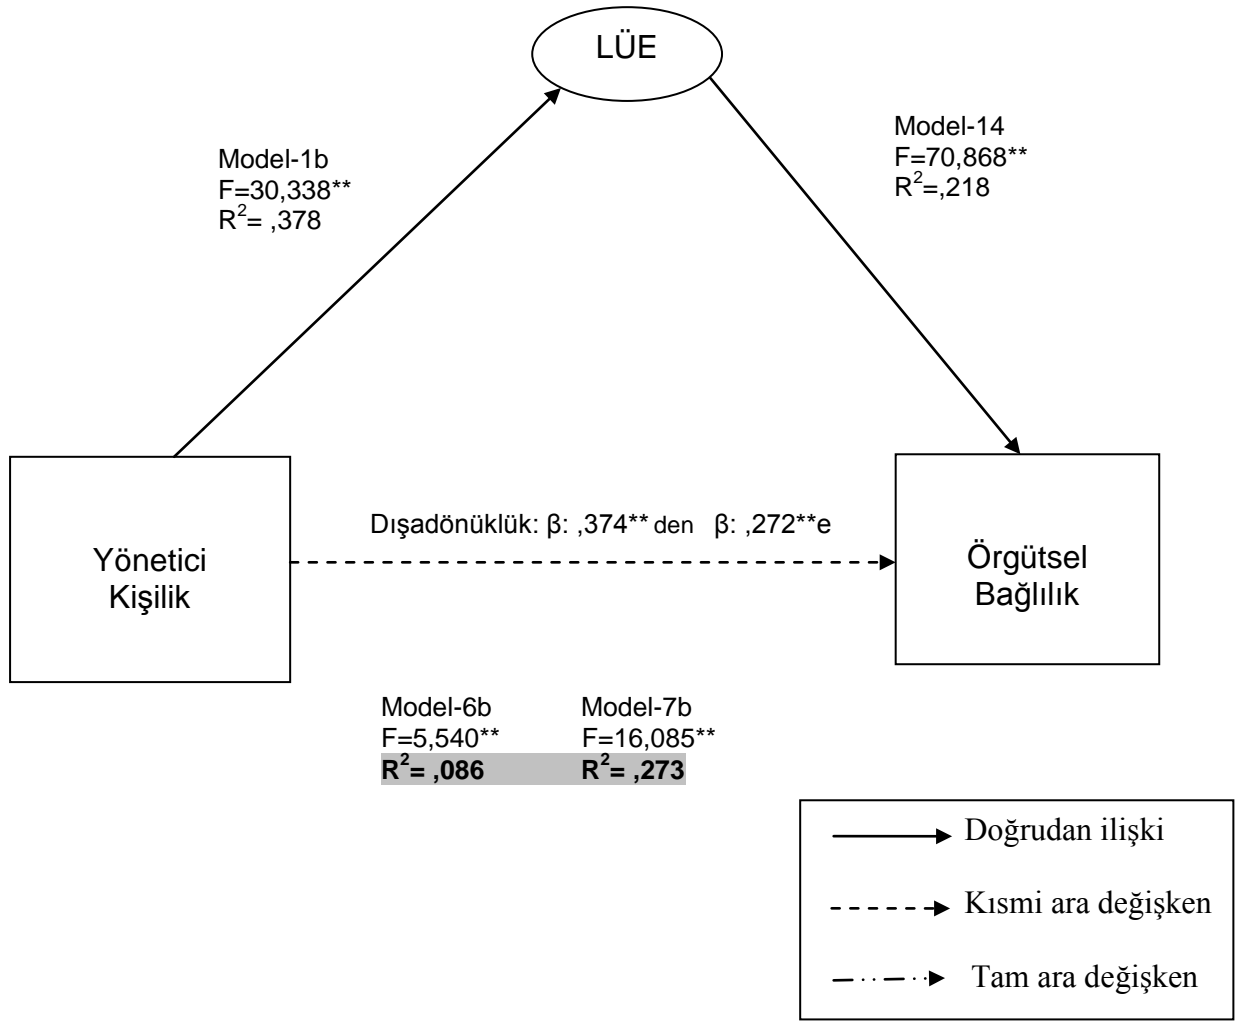 LÜE
Model-1b
F=30,338**
R²= ,378
Model-14
F=70,868**
R²=,218
Dışadönüklük: β: ,374** den β: ,272**e
Yönetici
Kişilik
Örgütsel
Bağlılık
Model-6b Model-7b
F=5,540** F=16,085**
R²= ,086 R²= ,273
Doğrudan ilişki
Kısmi ara değişken
Tam ara değişken